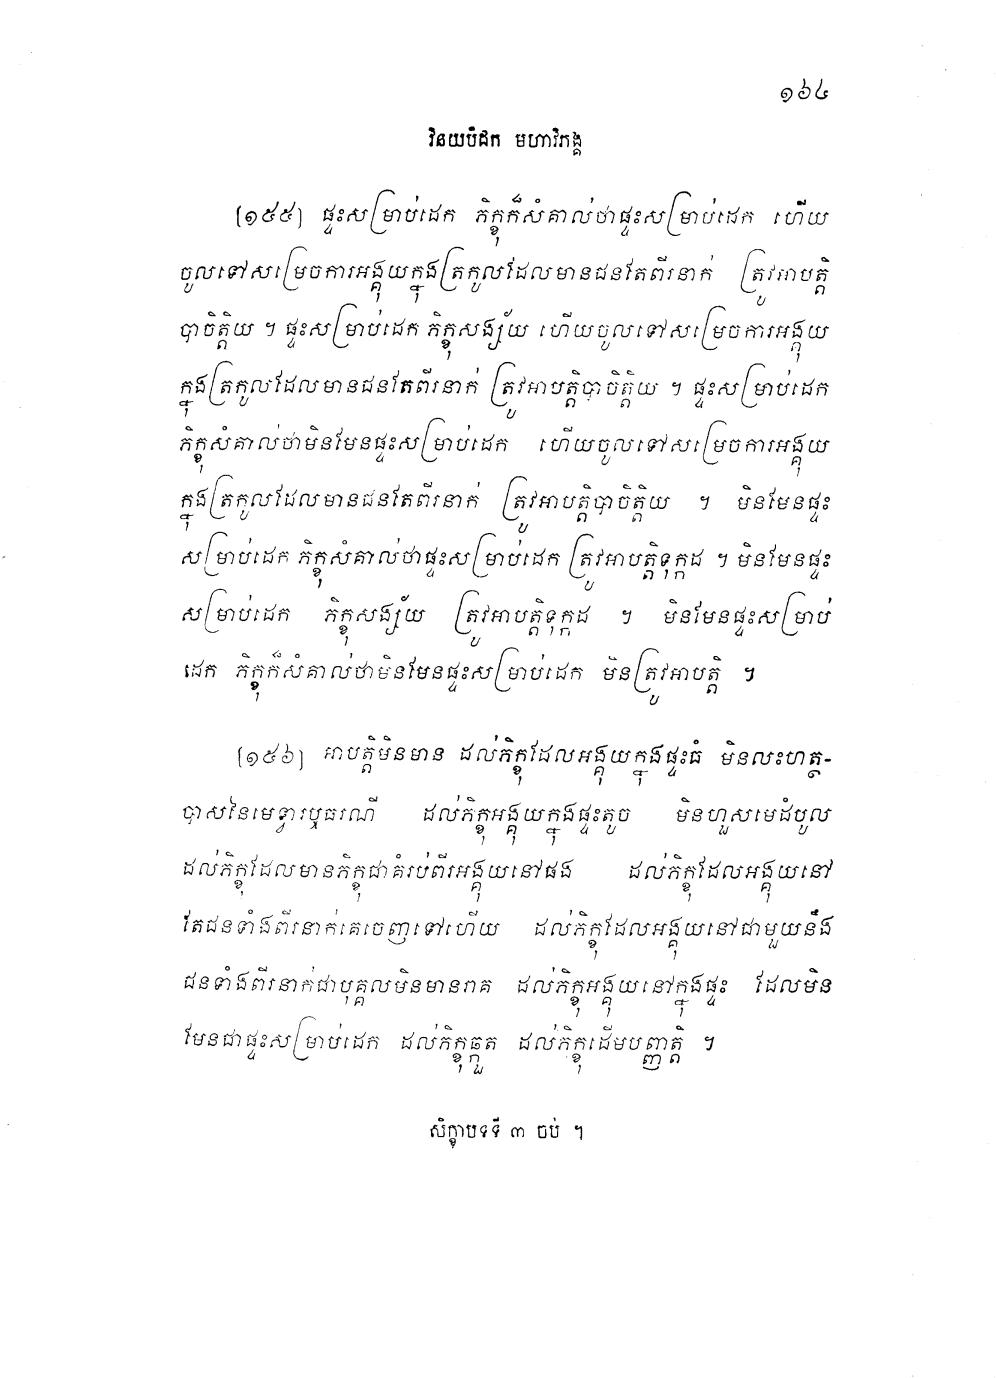 ១៦៤
វិនយបិដក មហាវិភង្គ
[១៥៥] ផ្ទះសម្រាប់ដេក ភិក្ខុក៏សំគាល់ថាផ្ទះសម្រាប់ដេក ហើយ
ចូលទៅសម្រេចការអង្គុយក្នុងត្រកូលដែលមានជនតែពីរនាក់ ត្រូវអាបត្តិ
បាចិត្តិយ ។ ផ្ទះសម្រាប់ដេក ភិក្ខុសង្ស័យ ហើយចូលទៅសម្រេចការអង្គុយ
ក្នុងត្រកូលដែលមានជនតែពីរនាក់ ត្រូវអាបត្តិបាចិត្តិយ ។ ផ្ទះសម្រាប់ដេក
ភិក្ខុសំគាល់ថាមិនមែនផ្ទះសម្រាប់ដេក ហើយចូលទៅសម្រេចការអង្គុយ
ក្នុងត្រកូលដែលមានជនតែពីរនាក់ ត្រូវអាបត្តិបាចិត្តិយ ។ មិនមែនផ្ទះ
សម្រាប់ដេក ភិក្ខុសំគាល់ថាផ្ទះសម្រាប់ដេក ត្រូវអាបត្តិទុក្កដ ។ មិនមែនផ្ទះ
សម្រាប់ដេក ភិក្ខុសង្ស័យ ត្រូវអាបត្តិទុក្កដ ។ មិនមែនផ្ទះសម្រាប់
ដេក ភិក្ខុក៏សំគាល់ថាមិនមែនផ្ទះសម្រាប់ដេក មិនត្រូវអាបត្តិ ។
[១៥៦] អាបត្តិមិនមាន ដល់ភិក្ខុដែលអង្គុយក្នុងផ្ទះធំ មិនលះហត្ថ-
បាសនៃមេទ្វារឬធរណី ដល់ភិក្ខុអង្គុយក្នុងផ្ទះតូច មិនហួសមេដំបូល
ដល់ភិក្ខុដែលមានភិក្ខុជាគំរប់ពីរអង្គុយនៅផង ដល់ភិក្ខុដែលអង្គុយនៅ
តែជនទាំងពីរនាក់គេចេញទៅហើយ ដល់ភិក្ខុដែលអង្គុយនៅជាមួយនឹង
ជនទាំងពីរនាក់ជាបុគ្គលមិនមានរាគ ដល់ភិក្ខុអង្គុយនៅក្នុងផ្ទះ ដែលមិន
មែនជាផ្ទះសម្រាប់ដេក ដល់ភិក្ខុឆ្កួត ដល់ភិក្ខុដើមបញ្ញត្តិ ។
សិក្ខាបទទី ៣ ចប់ ។